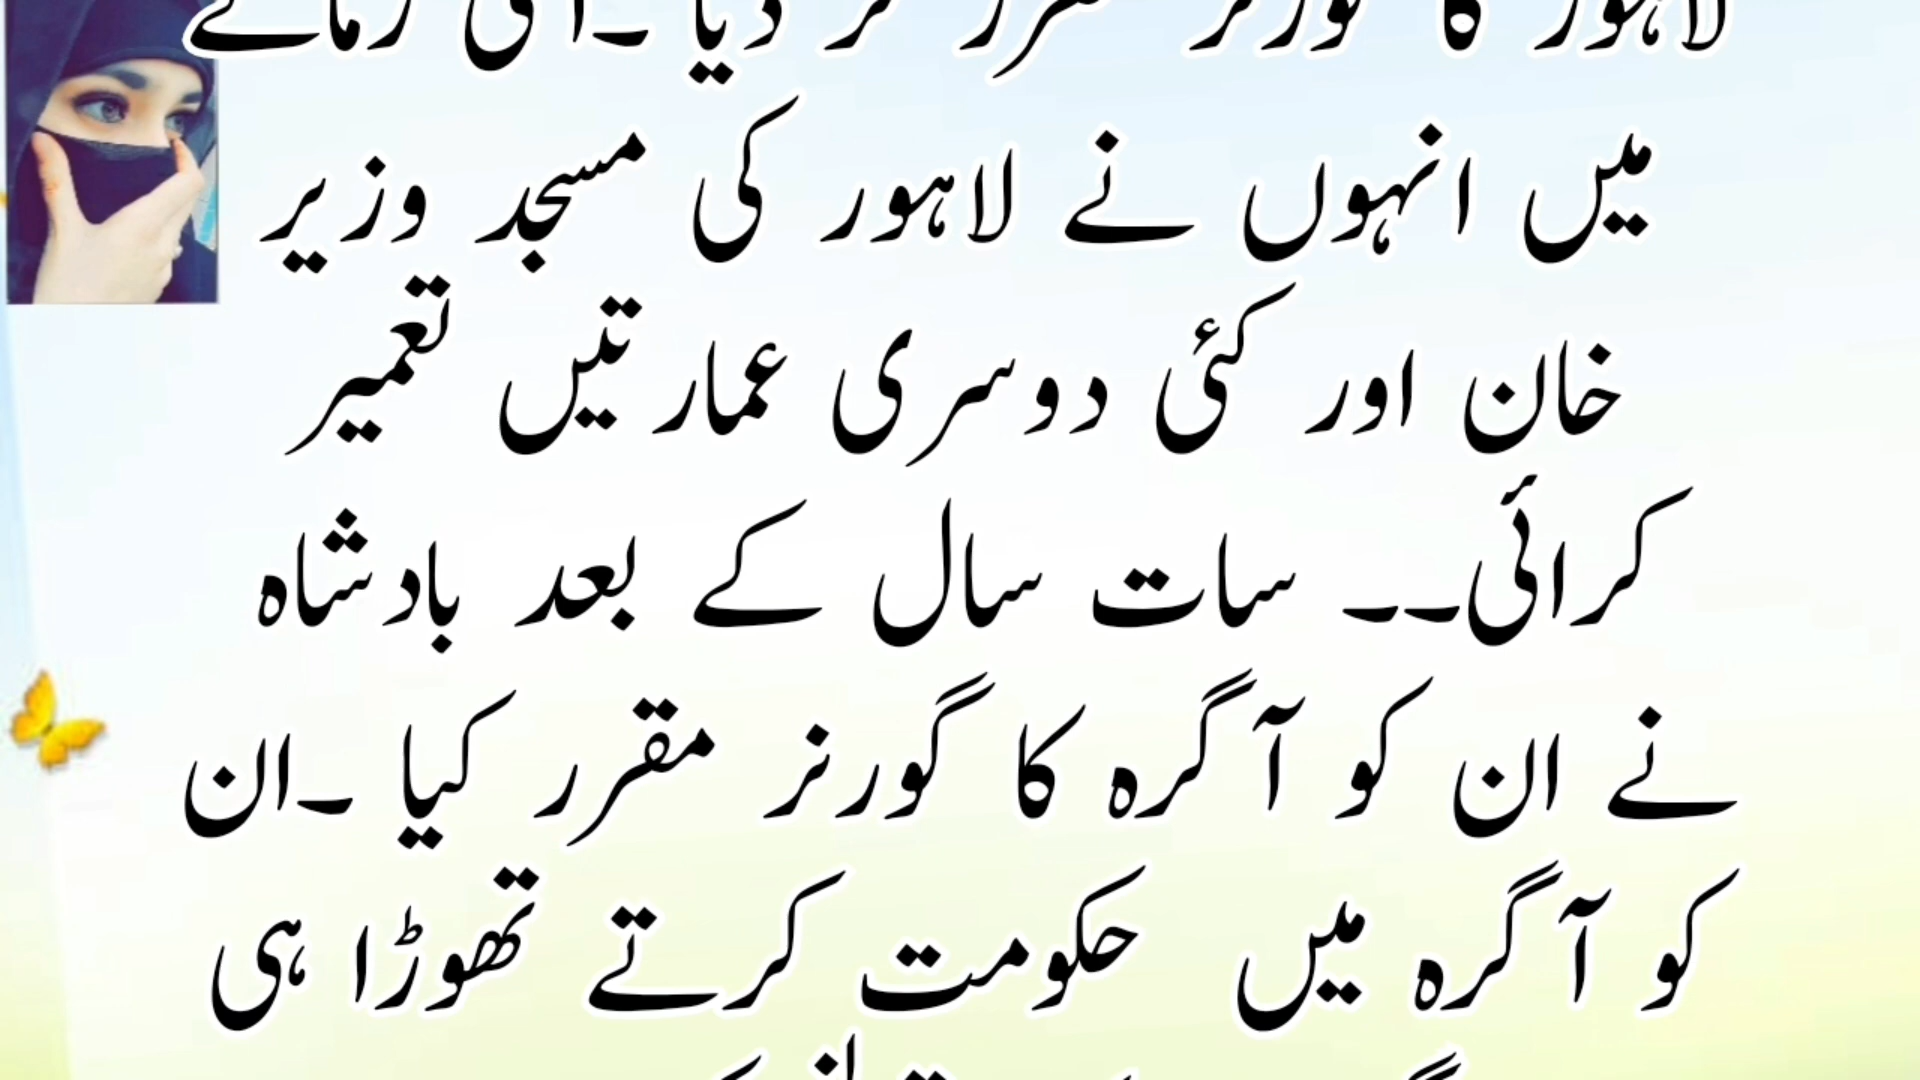 لاہور کا گورنر مقرر کر دیا ۔اسی زمانے
میں انہوں نے لاہور کی مسجد وزیر
خان اور کئی دوسری عمارتیں تعمیر
کرائی۔۔ سات سال کے بعد بادشاہ
نے ان کو آگرہ کا گورنر مقرر کیا ۔ان
کو آگرہ میں حکومت کرتے تھوڑا ہی